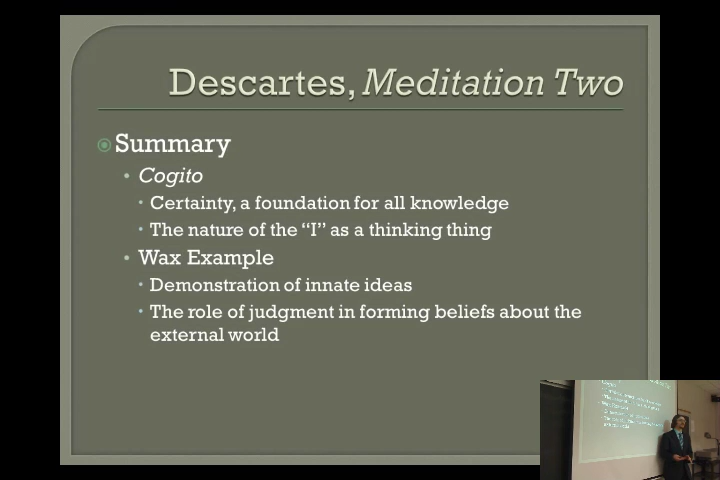 Descartes, Meditation Two
Summary
Cogito
Certainty, a foundation for all knowledge
The nature of the “I” as a thinking thing
Wax Example
Demonstration of innate ideas
The role of judgment in forming beliefs about the
external world